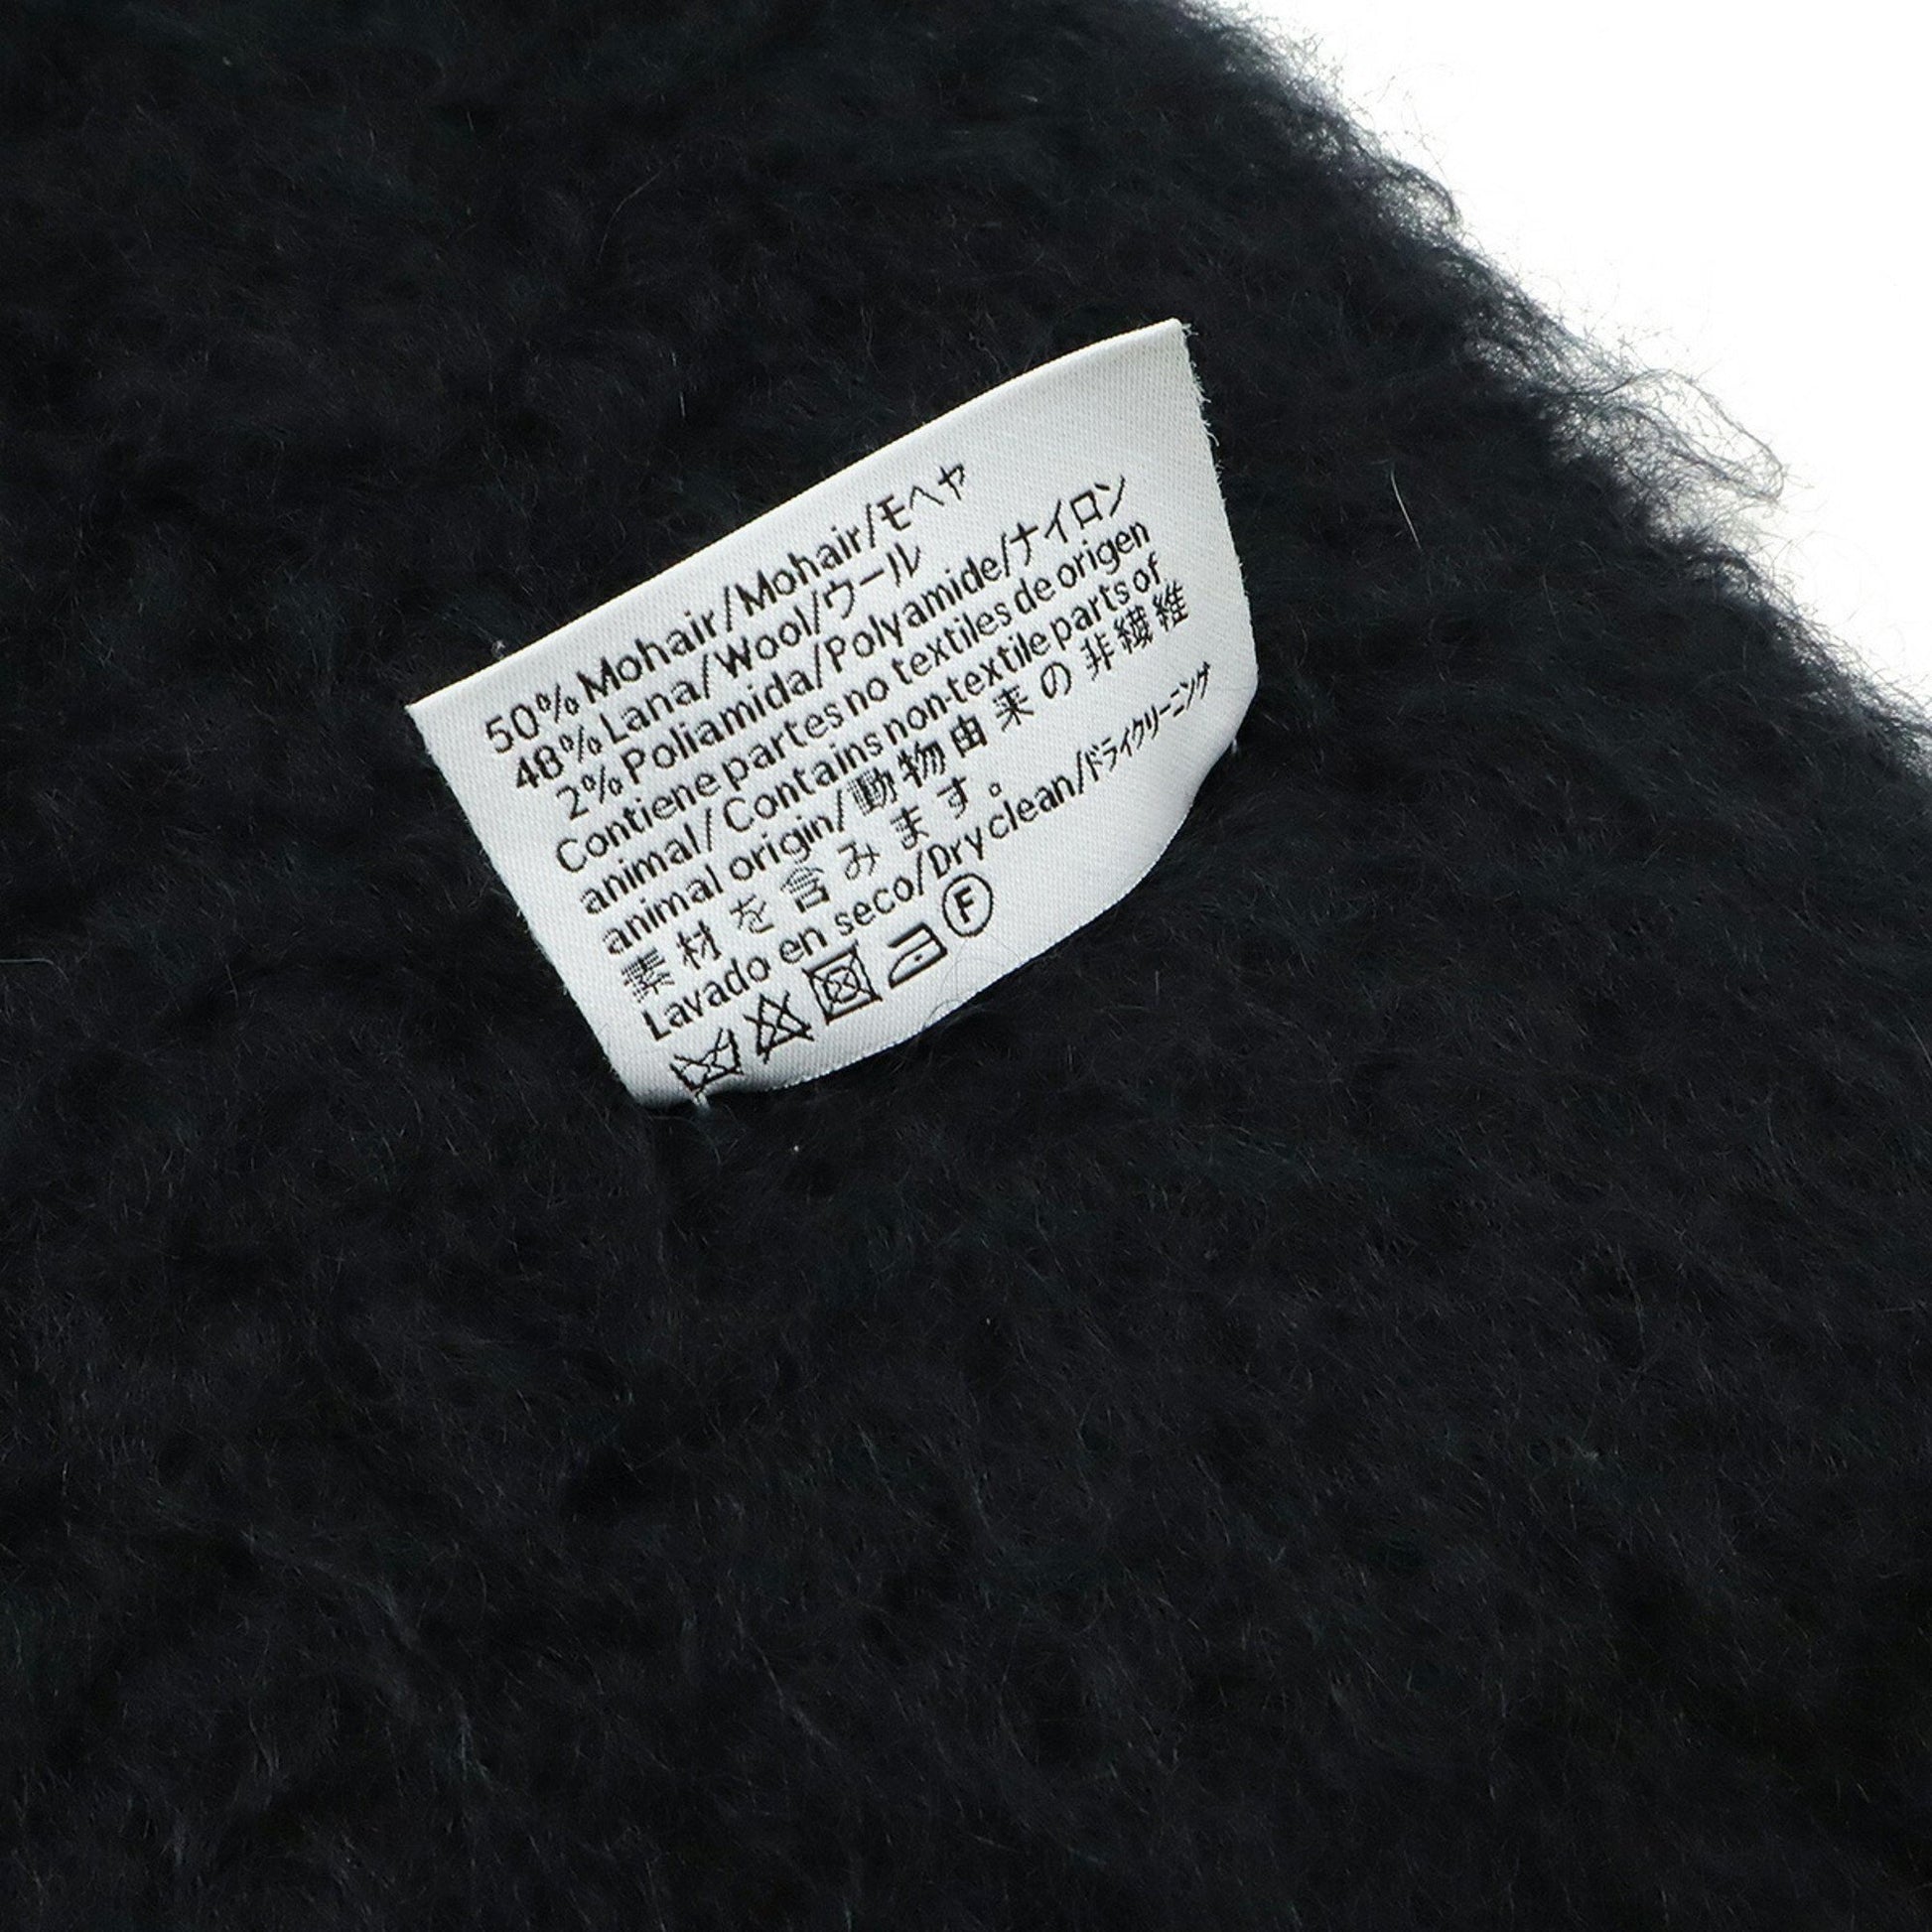 50% Mohair/Mohair/モヘヤ
48% Lana/Wool/ウール
2% Poliamida/Polyamide/ナイロン
Contiene partes no textiles de origen
animal/Contains non-textile parts of
animal origin/動物由来の非繊維
素材を含みます。
Lavado en seco/Dry clean/ドライクリーニング
F